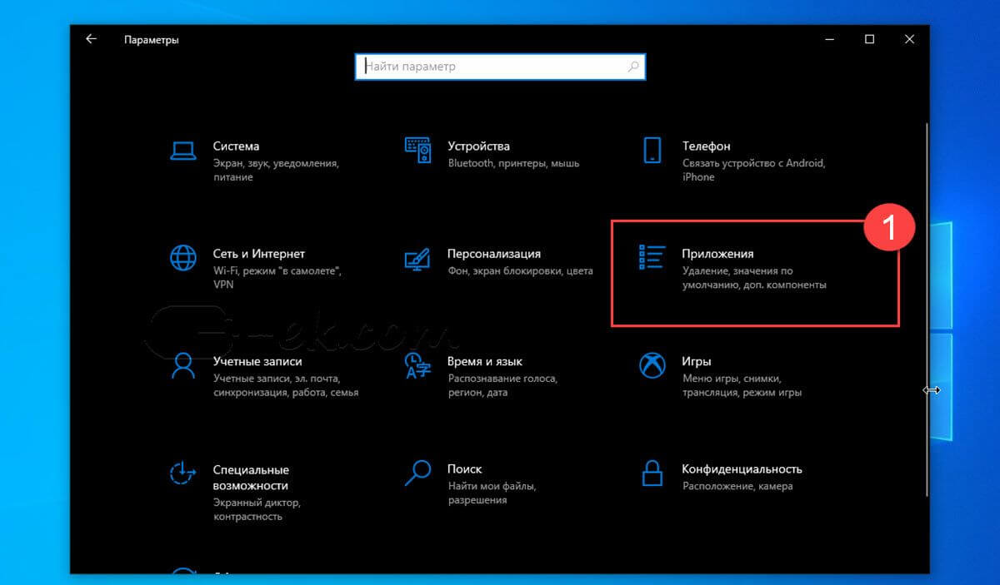 Параметры
Найти параметр
Система
Экран, звук, уведомления,
питание
Устройства
Bluetooth, принтеры, мышь
Телефон
Связать устройство с Android,
iPhone
1
Сеть и Интернет
Wi-Fi, режим "в самолете",
VPN
Персонализация
Фон, экран блокировки, цвета
Приложения
Удаление, значения по
умолчанию, доп. компоненты
G-ek.com
Учетные записи
Учетные записи, эл. почта,
синхронизация, работа, семья
Время и язык
Распознавание голоса,
регион, дата
Игры
Меню игры, снимки,
трансляция, режим игры
Специальные
возможности
Экранный диктор,
контрастность
Поиск
Найти мои файлы,
разрешения
Конфиденциальность
Расположение, камера